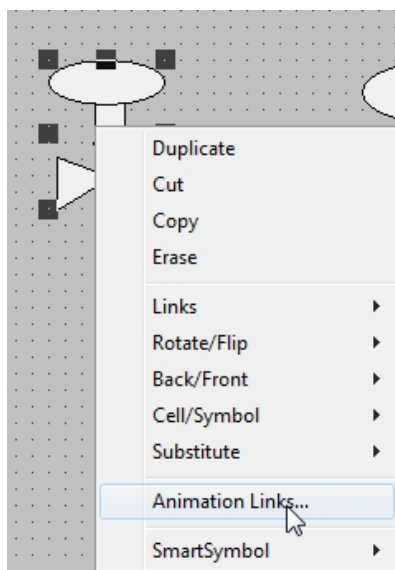 Duplicate
Cut
Copy
Erase
Links
Rotate/Flip
Back/Front
Cell/Symbol
Substitute
Animation Links...
SmartSymbol